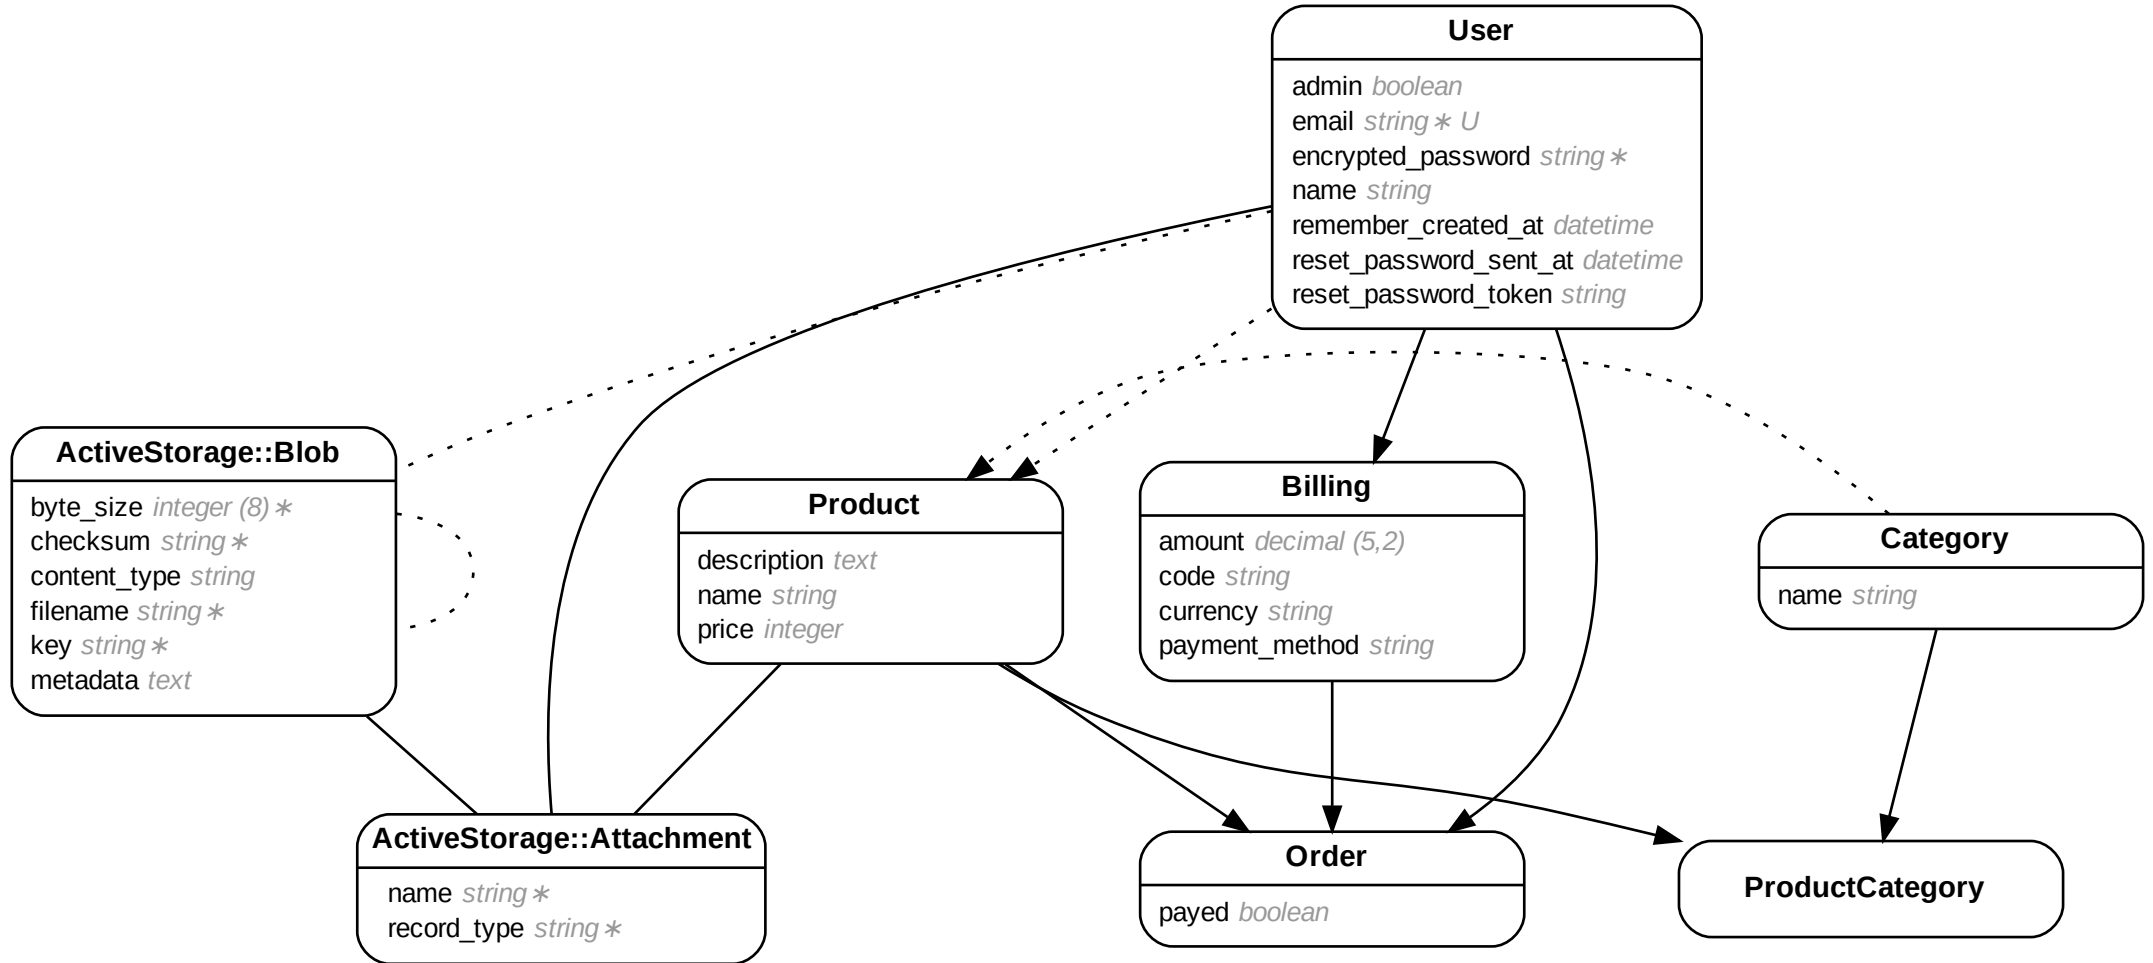 User
admin boolean
email string∗ U
encrypted_password string∗
name string
remember_created_at datetime
reset_password_sent_at datetime
reset_password_token string
ActiveStorage::Blob
byte_size integer (8)∗
checksum string∗
content_type string
filename string∗
key string∗
metadata text
Product
description text
name string
price integer
Billing
amount decimal (5,2)
code string
currency string
payment_method string
Category
name string
ActiveStorage::Attachment
name string∗
record_type string∗
Order
payed boolean
ProductCategory